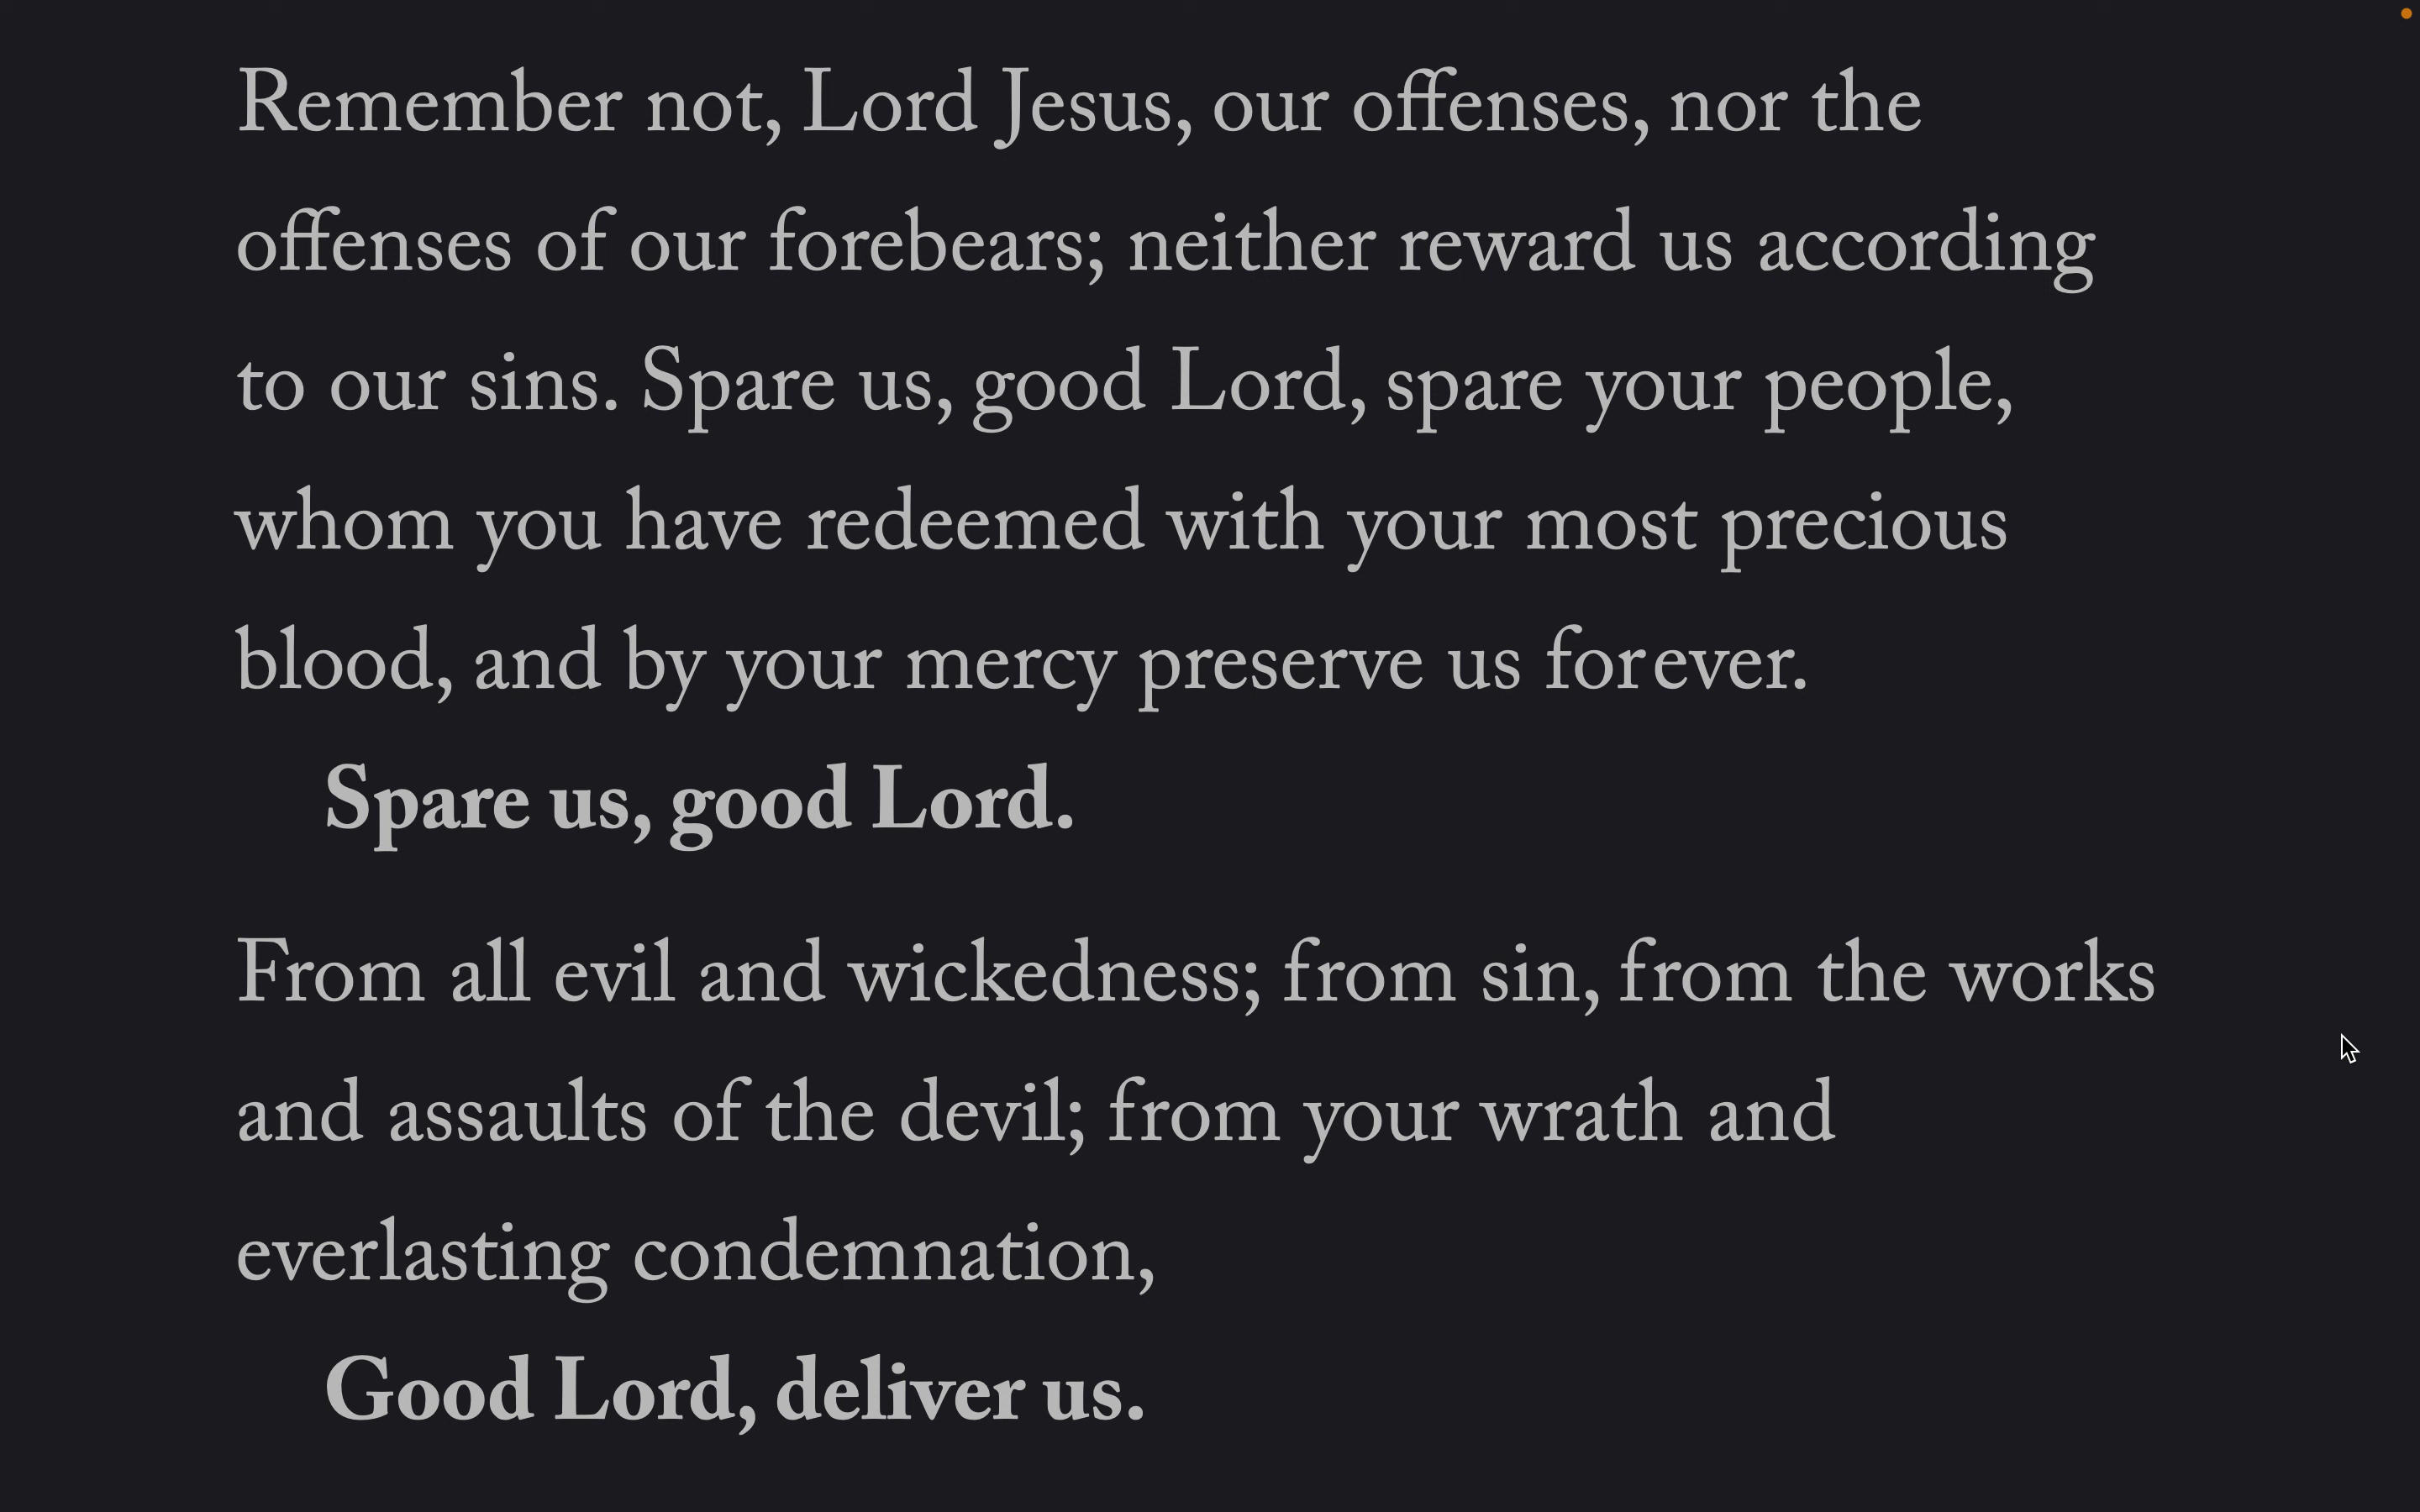 Remember not, Lord Jesus, our offenses, nor the
offenses of our forebears; neither reward us according
to our sins. Spare us, good Lord, spare your people,
whom you have redeemed with your most precious
blood, and by your mercy preserve us forever.
Spare us, good Lord.
From all evil and wickedness; from sin, from the works
and assaults of the devil; from your wrath and
everlasting condemnation,
Good Lord, deliver us.